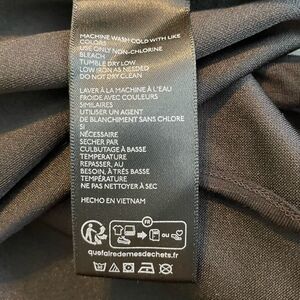 MACHINE WASH COLD WITH LIKE
COLORS
USE ONLY NON-CHLORINE
BLEACH
TUMBLE DRY LOW
LOW IRON AS NEEDED
DO NOT DRY CLEAN
LAVER À LA MACHINE À L'EAU
FROIDE AVEC COULEURS
SIMILAIRES
UTILISER UN AGENT
DE BLANCHIMENT SANS CHLORE
SI
NÉCESSAIRE
SECHER PAR
CULBUTAGE À BASSE
TEMPERATURE
REPASSER, AU
BESOIN, À TRÈS BASSE
TEMPÉRATURE
NE PAS NETTOYER À SEC
HECHO EN VIETNAM
FR
OU
quefairedemesdechets.fr